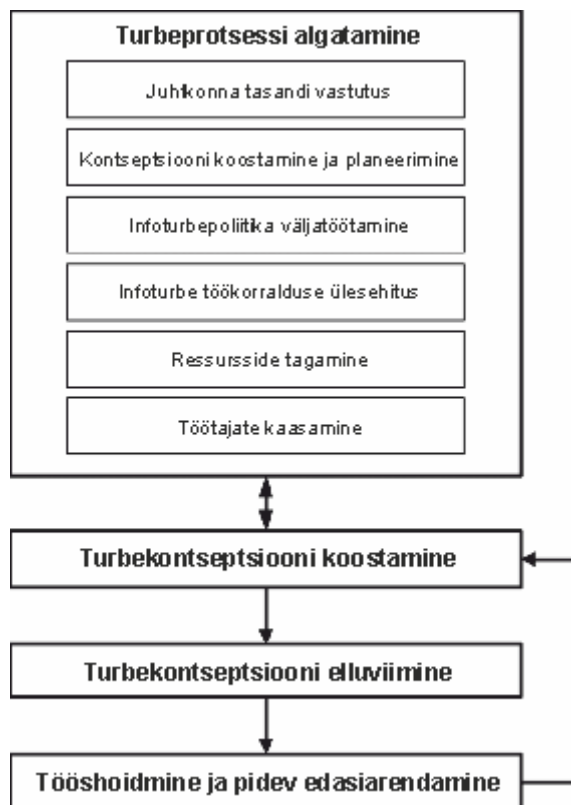 Turbeprotsessi algatamine
Juhtkonna tasandi vastutus
Kontseptsiooni koostamine ja planeerimine
Infoturbepoliitika väljatöötamine
Infoturbe töökorralduse ülesehitus
Ressursside tagamine
Töötajate kaasamine
Turbekontseptsiooni koostamine
Turbekontseptsiooni elluviimine
Tööshoidmine ja pidev edasiarendamine